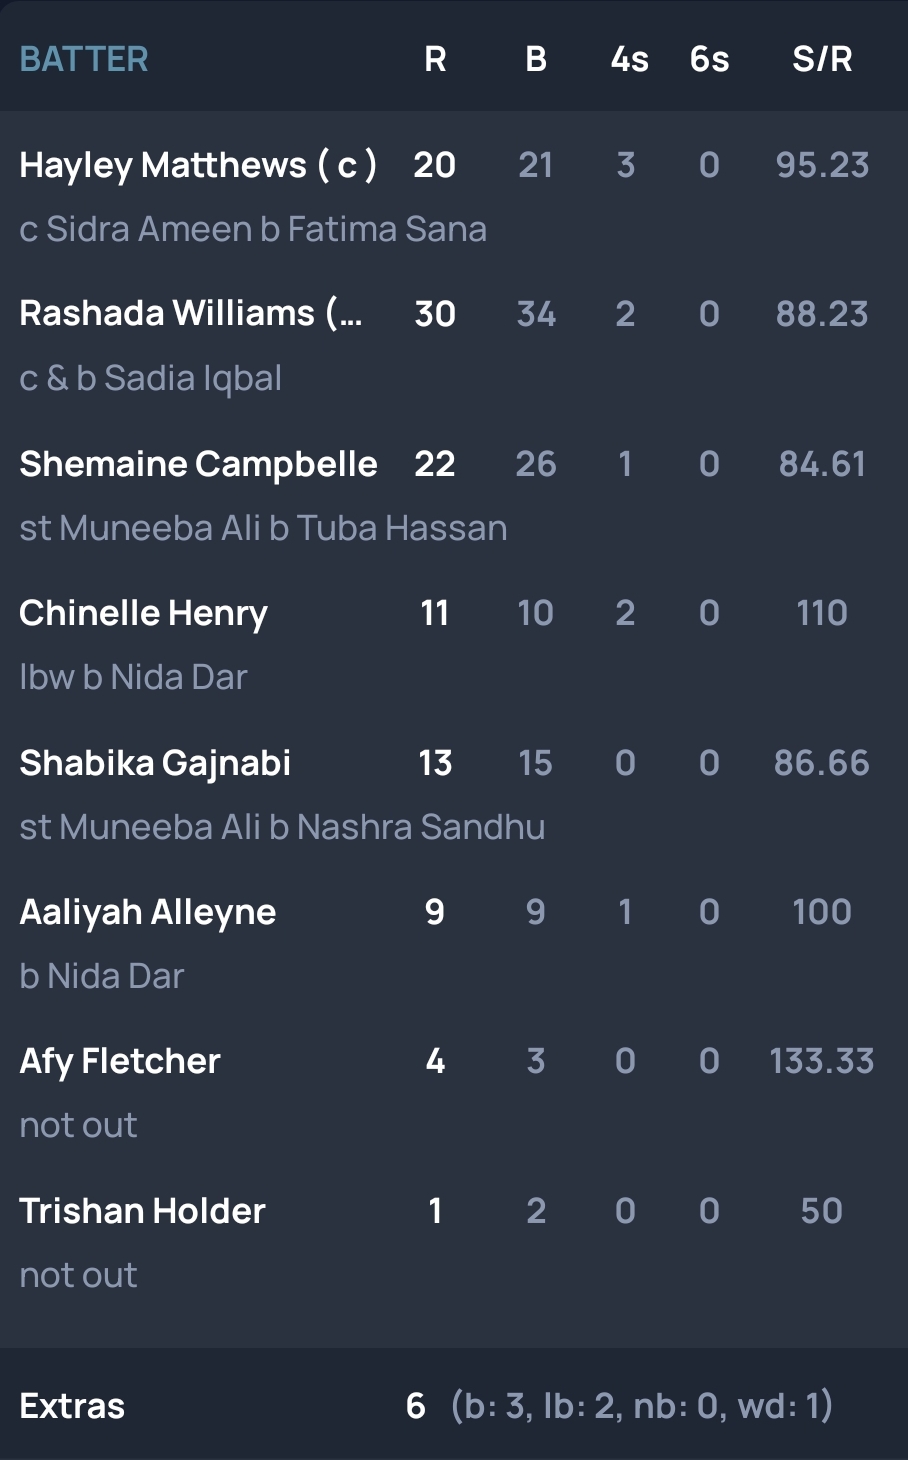 BATTER R B 4s 6s S/R
Hayley Matthews ( c ) 20 21 3 0 95.23
c Sidra Ameen b Fatima Sana
Rashada Williams (... 30 34 2 0 88.23
c & b Sadia Iqbal
Shemaine Campbelle 22 26 1 0 84.61
st Muneeba Ali b Tuba Hassan
Chinelle Henry 11 10 2 0 110
lbw b Nida Dar
Shabika Gajnabi 13 15 0 0 86.66
st Muneeba Ali b Nashra Sandhu
Aaliyah Alleyne 9 9 1 0 100
b Nida Dar
Afy Fletcher 4 3 0 0 133.33
not out
Trishan Holder 1 2 0 0 50
not out
Extras 6 (b: 3, lb: 2, nb: 0, wd: 1)